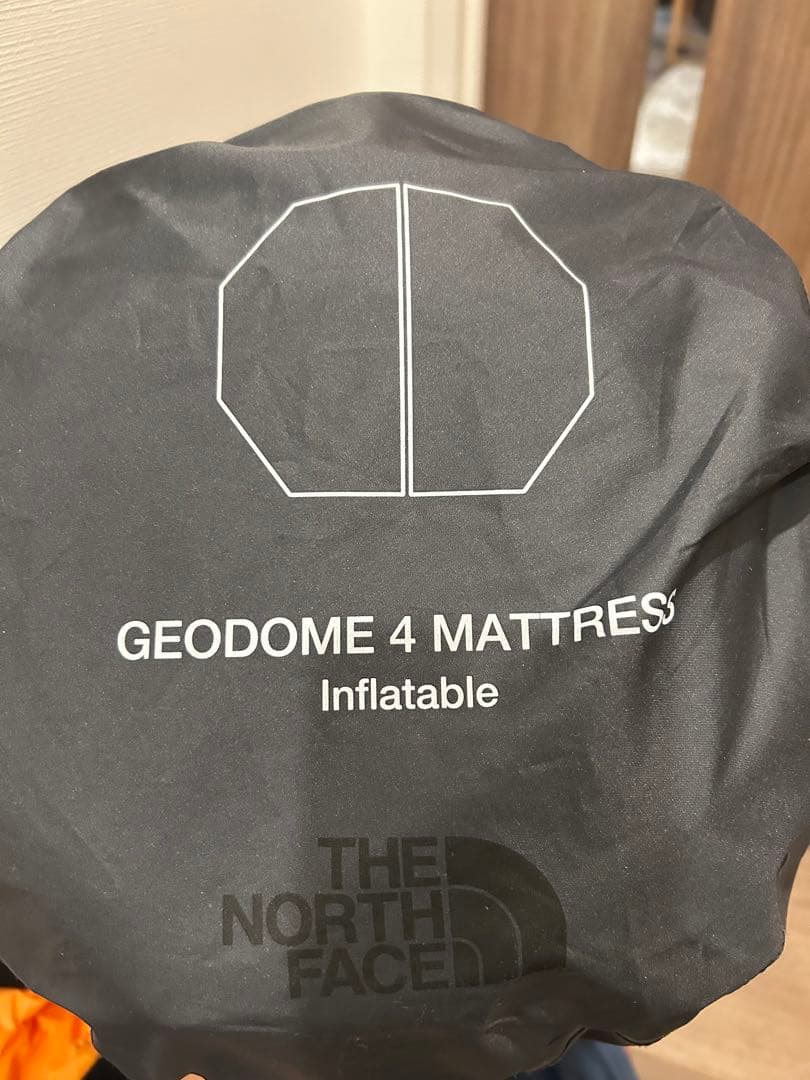 GEODOME 4 MATTRESS
Inflatable
THE
NORTH
FACE